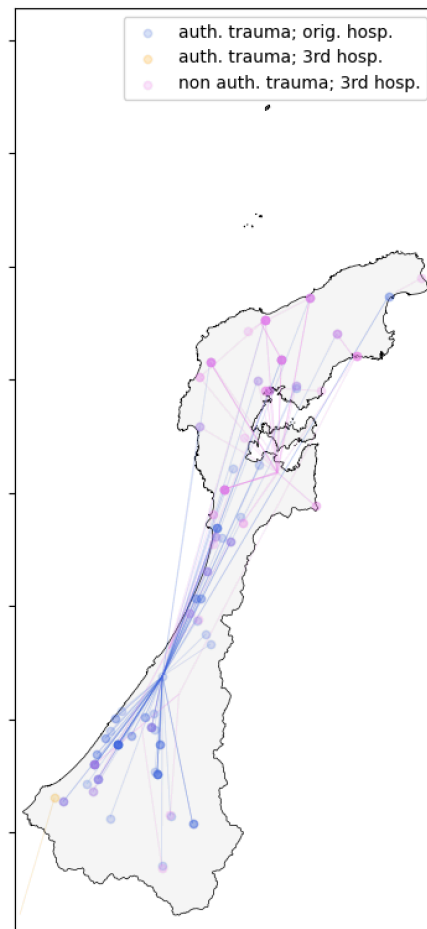 auth. trauma; orig. hosp.
auth. trauma; 3rd hosp.
non auth. trauma; 3rd hosp.